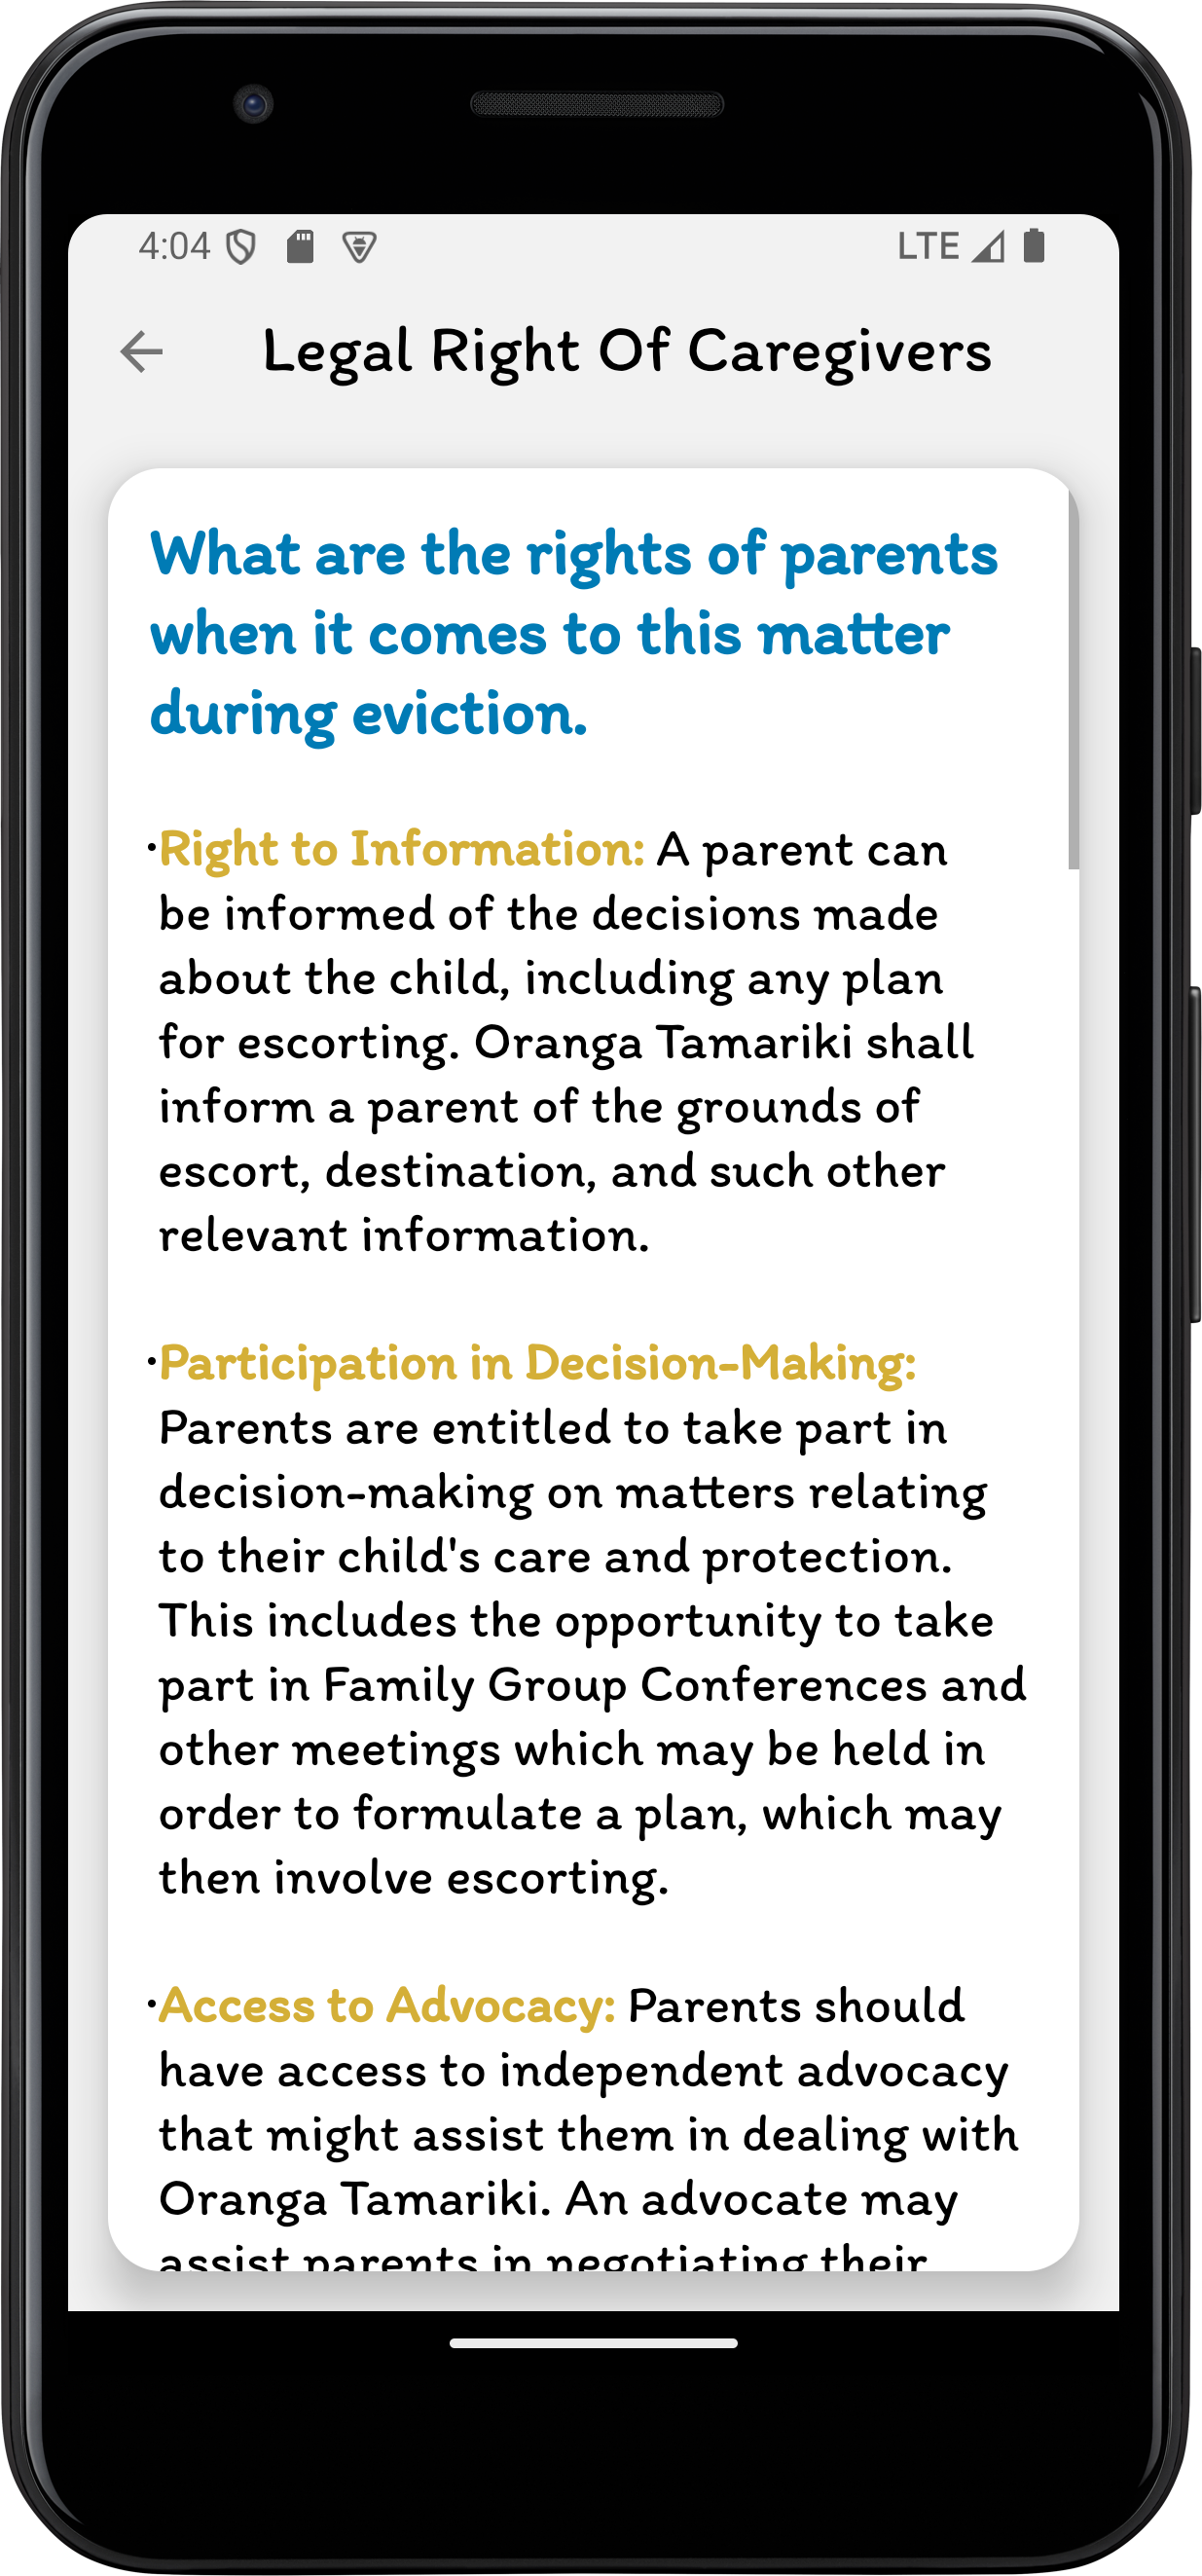 4:04 LTE
Legal Right Of Caregivers
What are the rights of parents
when it comes to this matter
during eviction.
·Right to Information: A parent can
be informed of the decisions made
about the child, including any plan
for escorting. Oranga Tamariki shall
inform a parent of the grounds of
escort, destination, and such other
relevant information.
·Participation in Decision-Making:
Parents are entitled to take part in
decision-making on matters relating
to their child's care and protection.
This includes the opportunity to take
part in Family Group Conferences and
other meetings which may be held in
order to formulate a plan, which may
then involve escorting.
·Access to Advocacy: Parents should
have access to independent advocacy
that might assist them in dealing with
Oranga Tamariki. An advocate may
assist parents in negotiating their